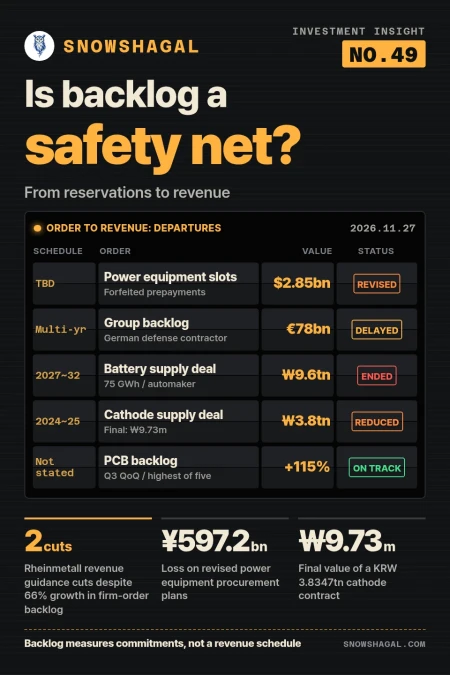 SNOWSHAGAL
INVESTMENT INSIGHT
NO.49
Is backlog a
safety net?
From reservations to revenue
ORDER TO REVENUE: DEPARTURES
2026.11.27
SCHEDULE ORDER VALUE STATUS
TBD
Power equipment slots
Forfeited prepayments
$2.85bn
REVISED
Multi-yr
Group backlog
German defense contractor
€78bn
DELAYED
2027–32
Battery supply deal
75 GWh / automaker
₩9.6tn
ENDED
2024–25
Cathode supply deal
Final: ₩9.73m
₩3.8tn
REDUCED
Not
stated
PCB backlog
Q3 QoQ / highest of five
+115%
ON TRACK
2cuts
Rheinmetall revenue
guidance cuts despite
66% growth in firm-order
backlog
¥597.2bn
Loss on revised power
equipment procurement
plans
₩9.73m
Final value of a KRW
3.8347tn cathode
contract
Backlog measures commitments, not a revenue schedule
SNOWSHAGAL.COM